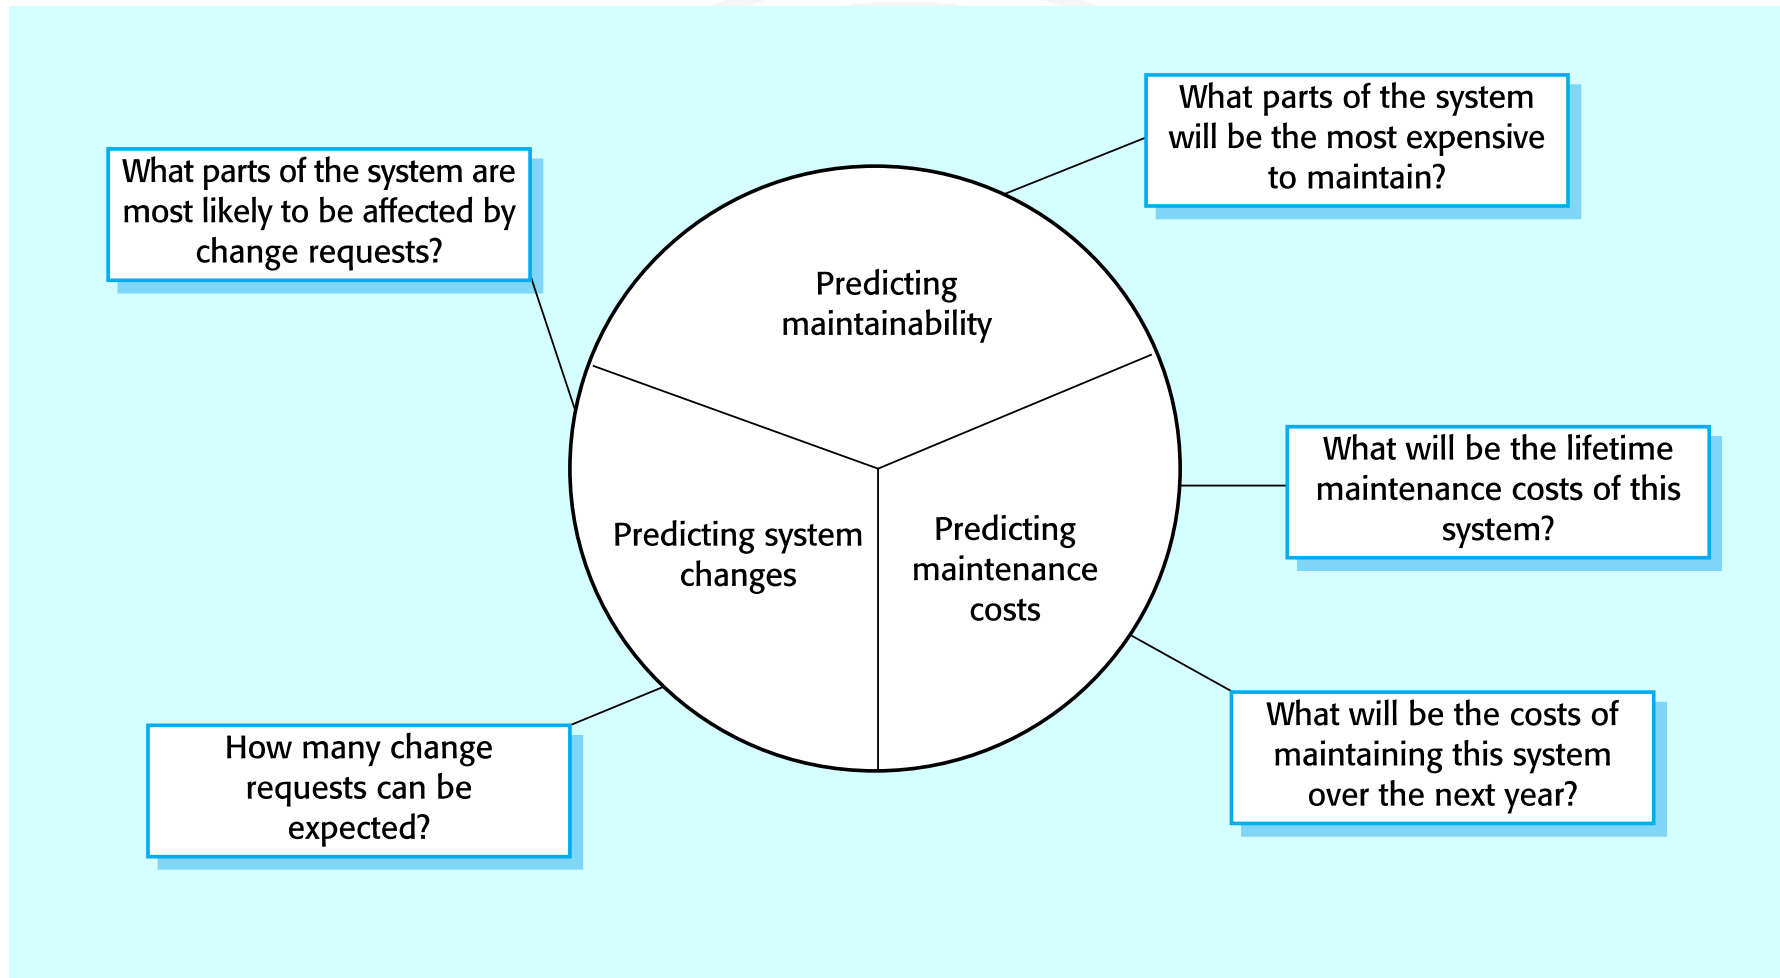 What parts of the system
will be the most expensive
to maintain?
What parts of the system are
most likely to be affected by
change requests?
Predicting
maintainability
What will be the lifetime
maintenance costs of this
system?
Predicting system
changes
Predicting
maintenance
costs
What will be the costs of
maintaining this system
over the next year?
How many change
requests can be
expected?